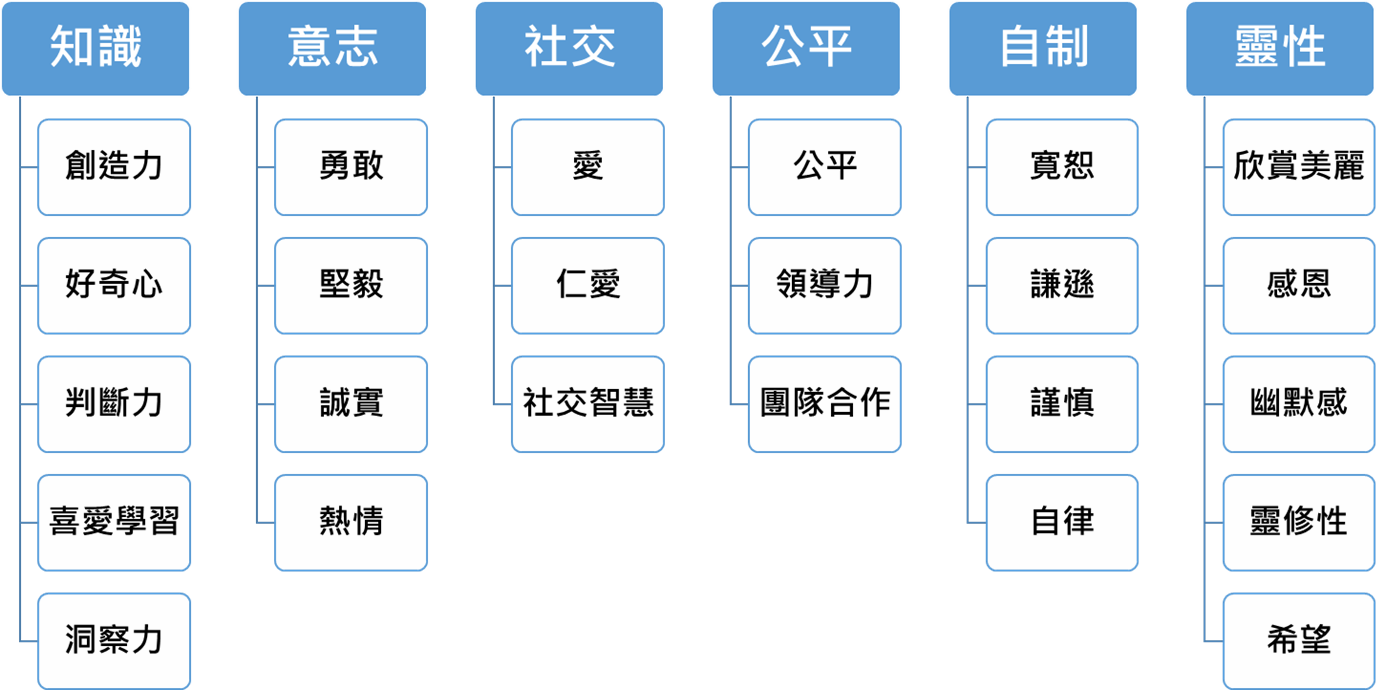 知識
創造力
好奇心
判斷力
喜愛學習
洞察力
意志
勇敢
堅毅
誠實
熱情
社交
愛
仁愛
社交智慧
公平
公平
領導力
團隊合作
自制
寬恕
謙遜
謹慎
自律
靈性
欣賞美麗
感恩
幽默感
靈修性
希望